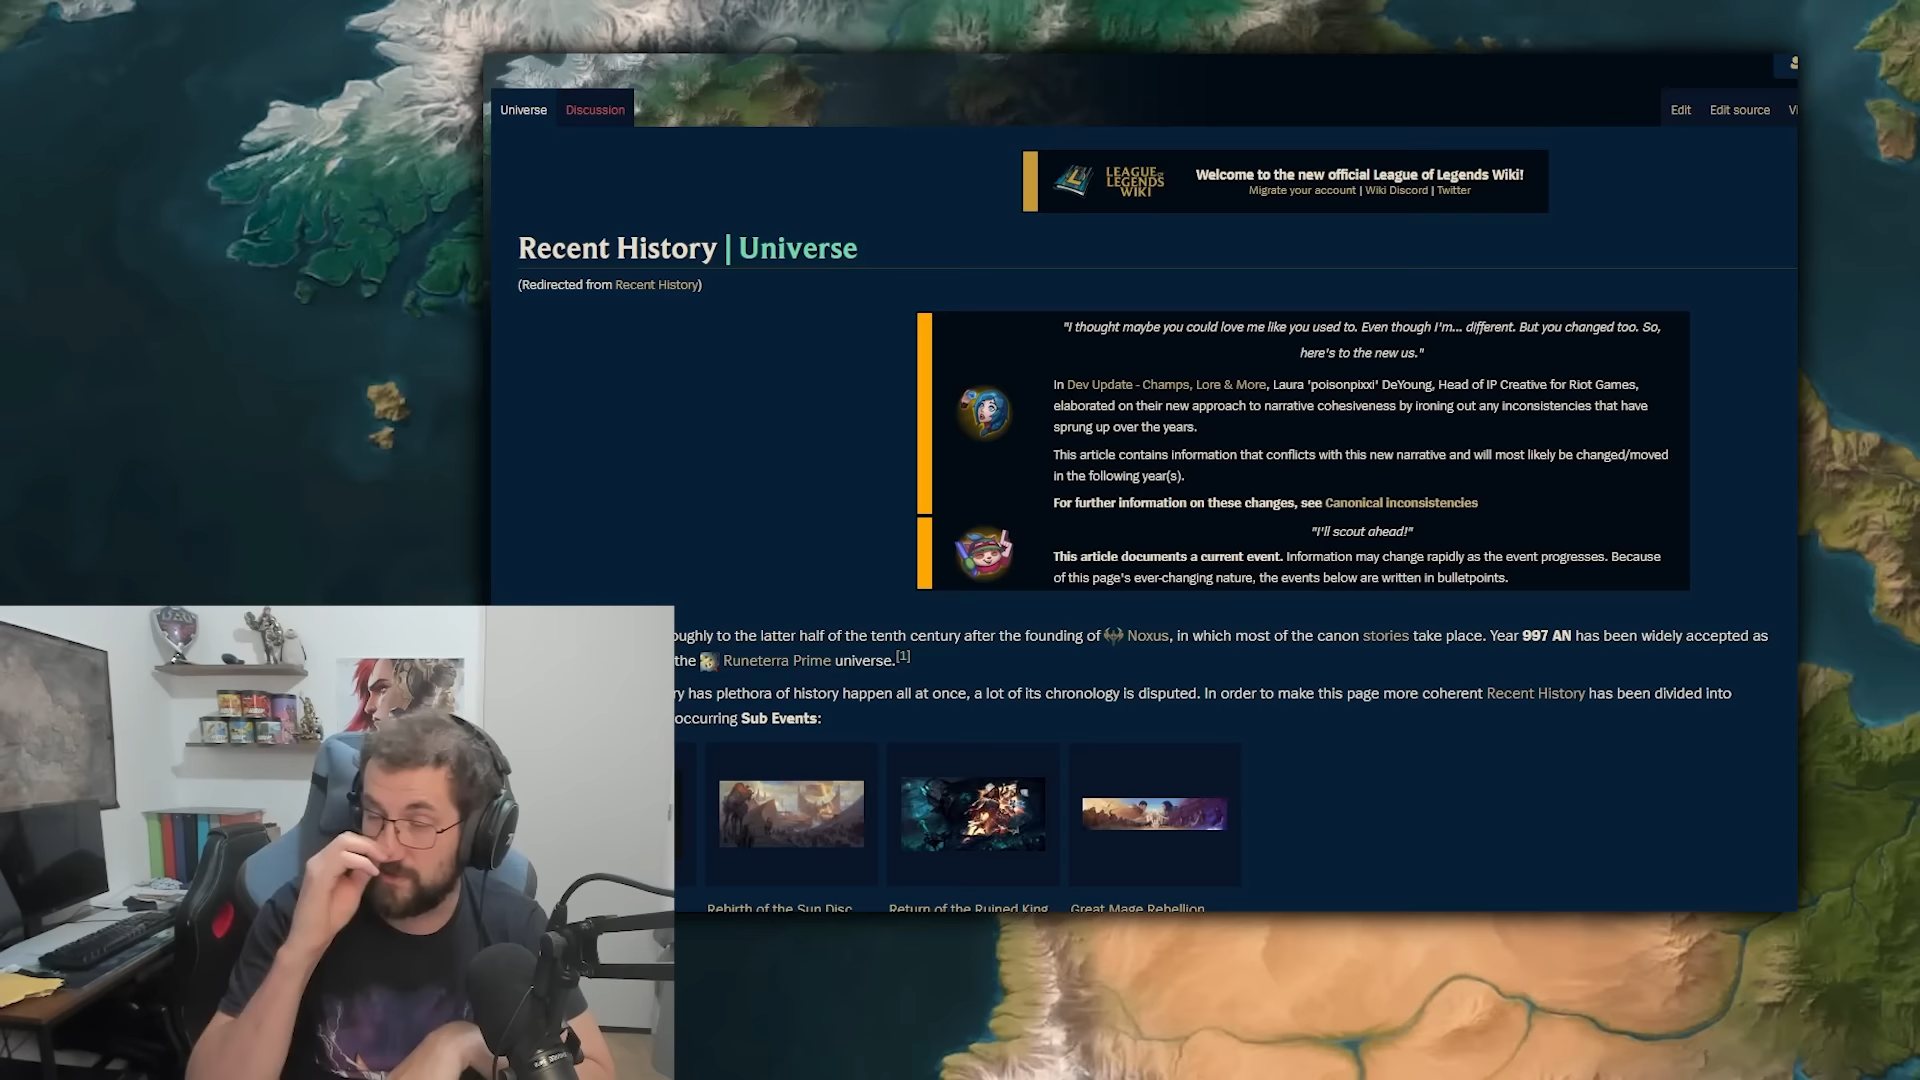 Universe Discussion
Edit Edit source Vi
LEAGUE OF
LEGENDS
WIKI
Welcome to the new official League of Legends Wiki!
Migrate your account | Wiki Discord | Twitter
Recent History | Universe
(Redirected from Recent History)
"I thought maybe you could love me like you used to. Even though I'm... different. But you changed too. So,
here's to the new us."
In Dev Update - Champs, Lore & More, Laura 'poisonpixxi' DeYoung, Head of IP Creative for Riot Games,
elaborated on their new approach to narrative cohesiveness by ironing out any inconsistencies that have
sprung up over the years.
This article contains information that conflicts with this new narrative and will most likely be changed/moved
in the following year(s).
For further information on these changes, see Canonical inconsistencies
"I'll scout ahead!"
This article documents a current event. Information may change rapidly as the event progresses. Because
of this page's ever-changing nature, the events below are written in bulletpoints.
oughly to the latter half of the tenth century after the founding of Noxus, in which most of the canon stories take place. Year 997 AN has been widely accepted as
the Runeterra Prime universe.[1]
ry has plethora of history happen all at once, a lot of its chronology is disputed. In order to make this page more coherent Recent History has been divided into
occurring Sub Events:
Rebirth of the Sun Disc
Return of the Ruined King
Great Mage Rebellion